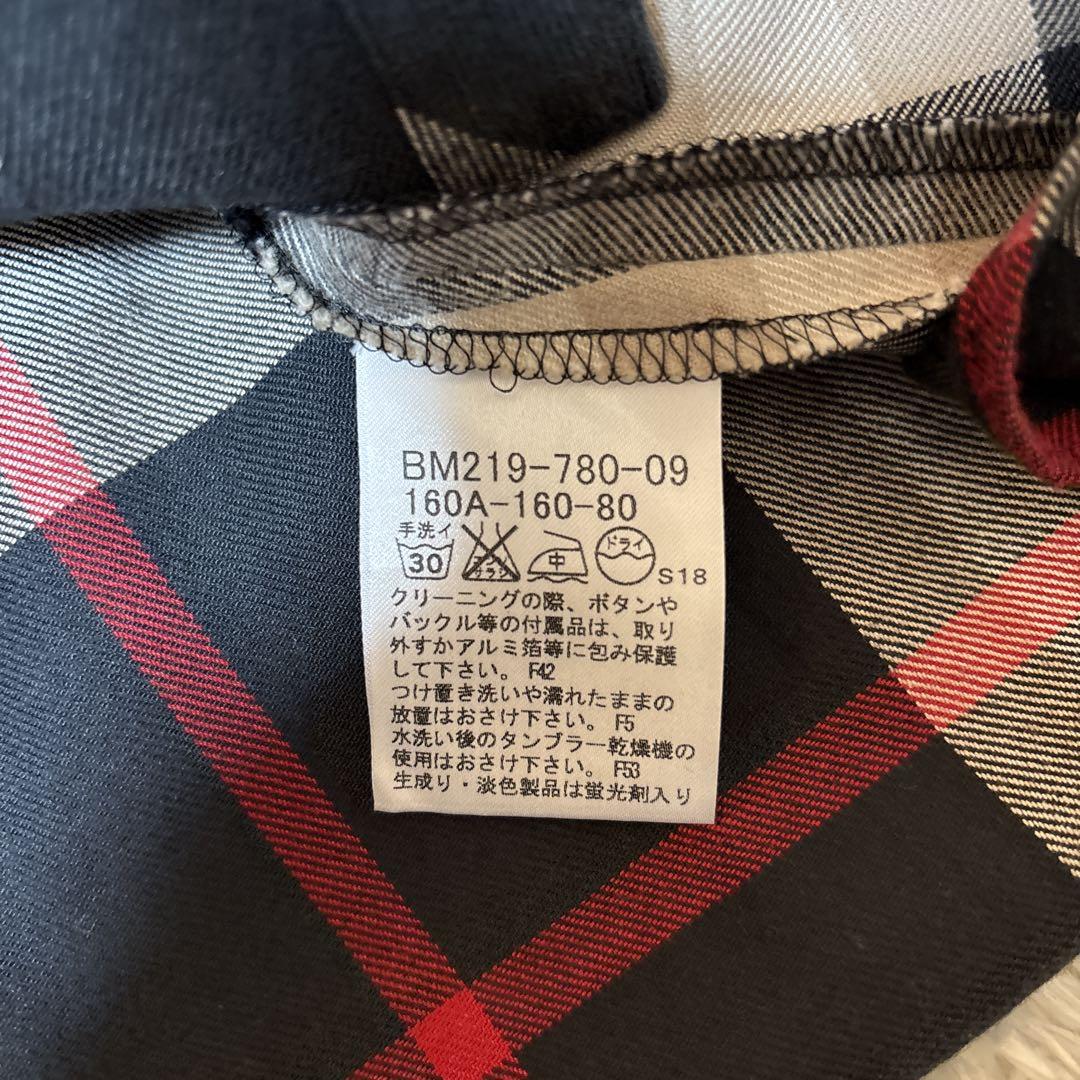 BM219-780-09
160A-160-80
手洗イ
30 エンソサラシ 中 ドライ S18
クリーニングの際、ボタンや
バックル等の付属品は、取り
外すかアルミ箔等に包み保護
して下さい。 F42
つけ置き洗いや濡れたままの
放置はおさけ下さい。 F5
水洗い後のタンブラー乾燥機の
使用はおさけ下さい。 F53
生成り・淡色製品は蛍光剤入り